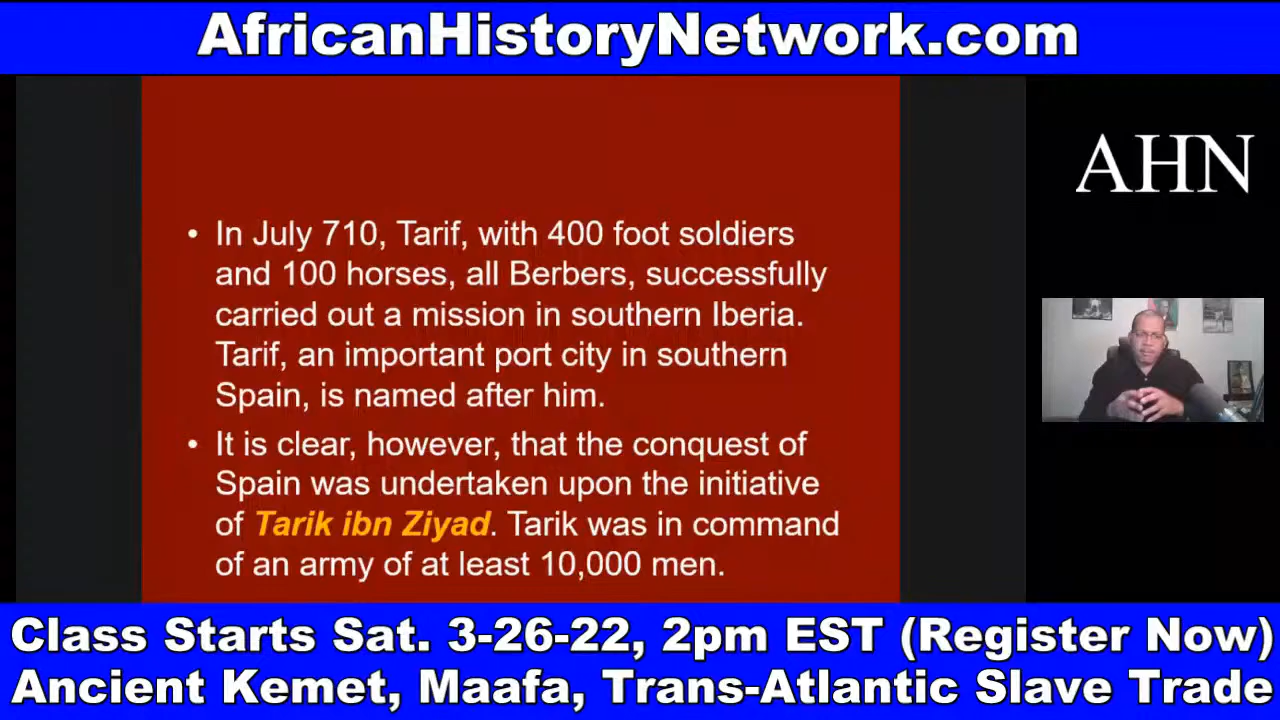 AfricanHistoryNetwork.com
AHN
• In July 710, Tarif, with 400 foot soldiers
and 100 horses, all Berbers, successfully
carried out a mission in southern Iberia.
Tarif, an important port city in southern
Spain, is named after him.
• It is clear, however, that the conquest of
Spain was undertaken upon the initiative
of Tarik ibn Ziyad. Tarik was in command
of an army of at least 10,000 men.
Class Starts Sat. 3-26-22, 2pm EST (Register Now)
Ancient Kemet, Maafa, Trans-Atlantic Slave Trade